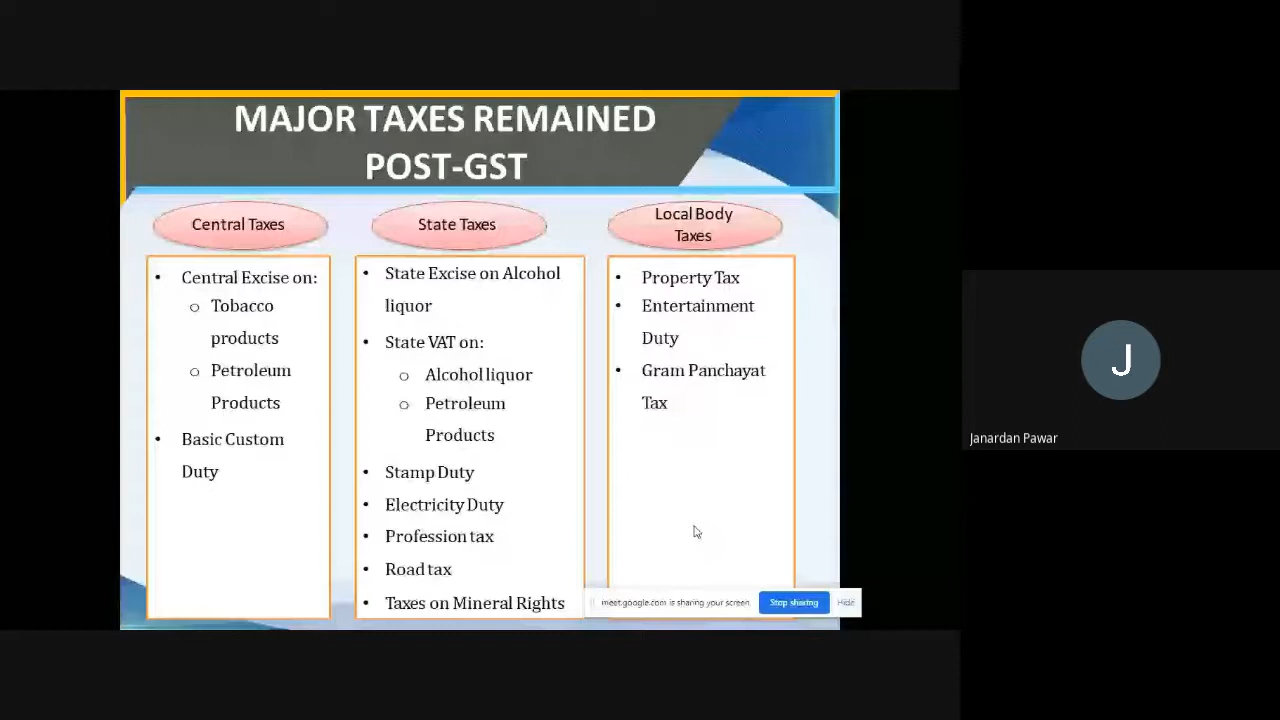 MAJOR TAXES REMAINED
POST-GST
Central Taxes
• Central Excise on:
o Tobacco
products
o Petroleum
Products
• Basic Custom
Duty
State Taxes
• State Excise on Alcohol
liquor
• State VAT on:
o Alcohol liquor
o Petroleum
Products
• Stamp Duty
• Electricity Duty
• Profession tax
• Road tax
• Taxes on Mineral Rights
Local Body
Taxes
• Property Tax
• Entertainment
Duty
• Gram Panchayat
Tax
meet.google.com is sharing your screen.
Stop sharing
Hide
J
Janardan Pawar